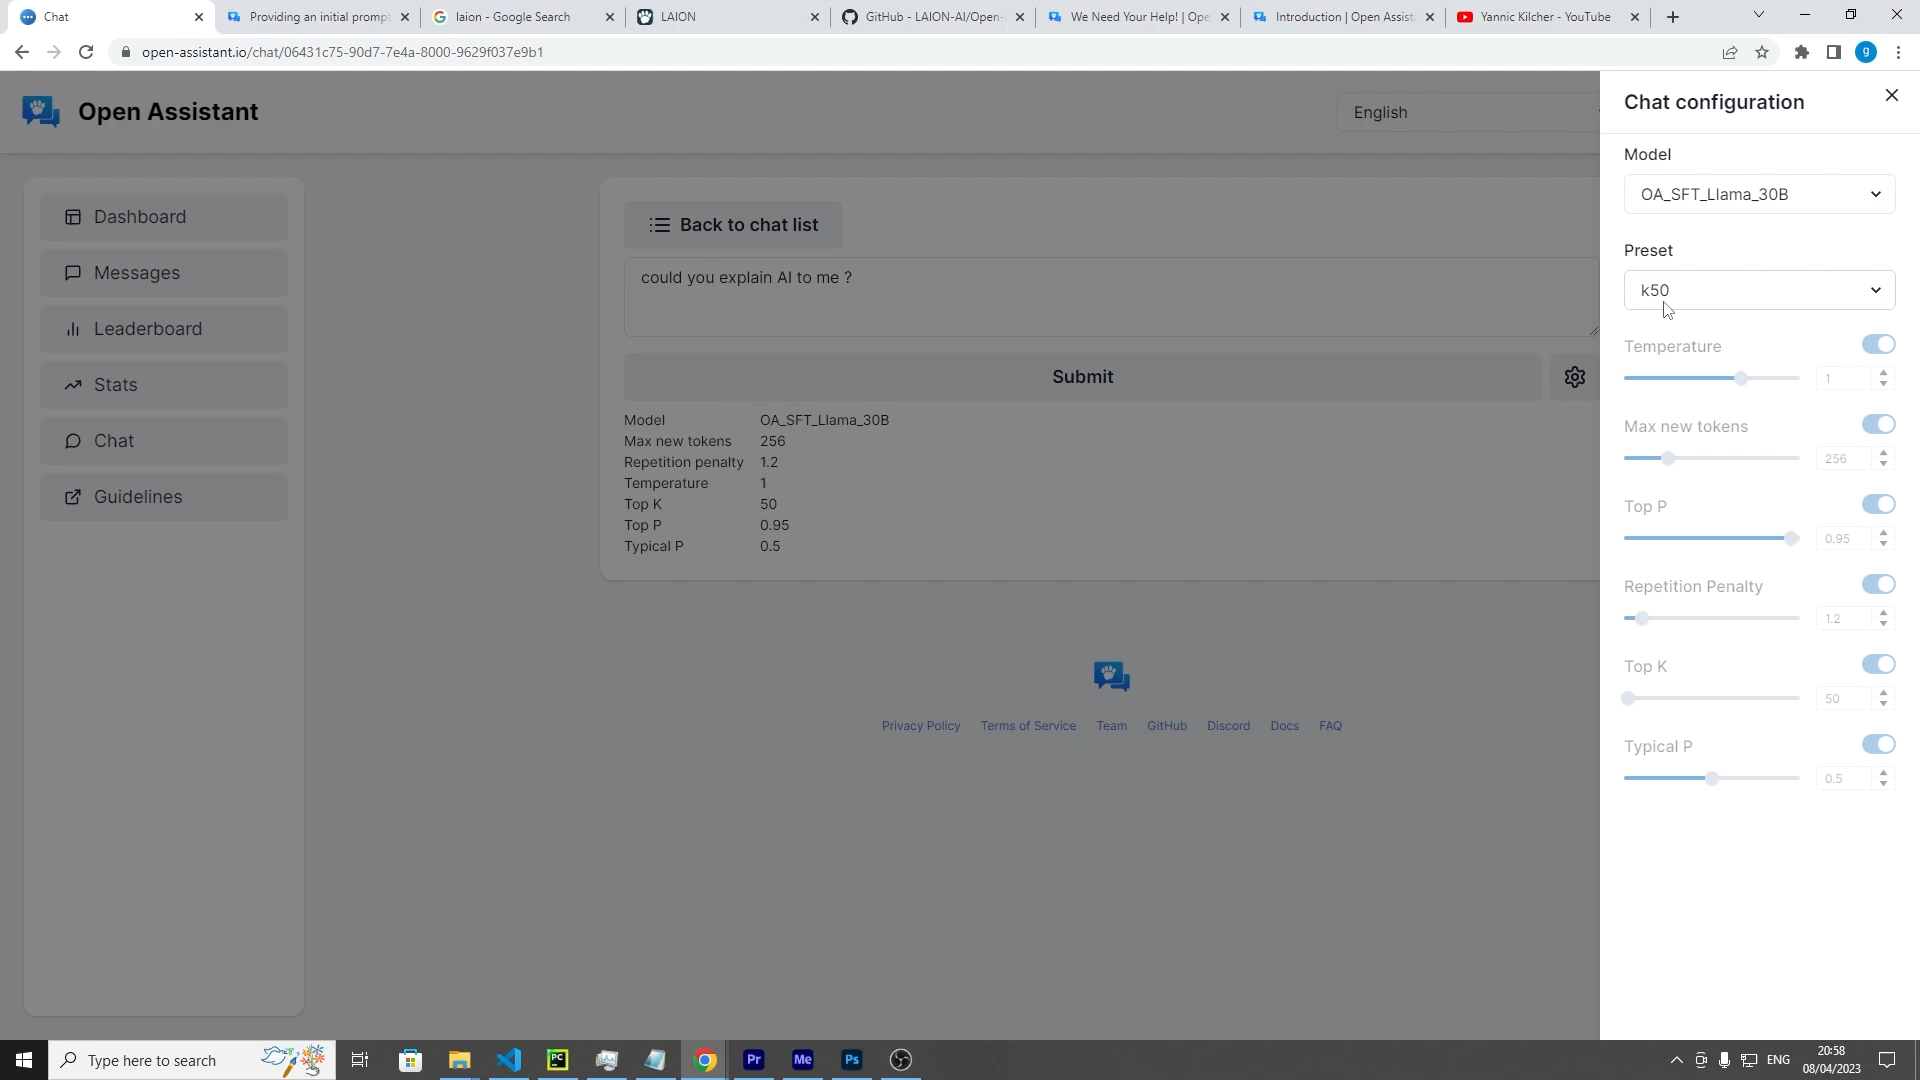 Chat
Providing an initial prompt
laion - Google Search
LAION
GitHub - LAION-AI/Open-
We Need Your Help! | Ope
Introduction | Open Assist
Yannic Kilcher - YouTube
open-assistant.io/chat/06431c75-90d7-7e4a-8000-9629f037e9b1
g
Open Assistant
English
Dashboard
Messages
Leaderboard
Stats
Chat
Guidelines
Back to chat list
could you explain AI to me ?
Submit
Model OA_SFT_Llama_30B
Max new tokens 256
Repetition penalty 1.2
Temperature 1
Top K 50
Top P 0.95
Typical P 0.5
Privacy Policy Terms of Service Team GitHub Discord Docs FAQ
Chat configuration
Model
OA_SFT_Llama_30B
Preset
k50
Temperature
1
Max new tokens
256
Top P
0.95
Repetition Penalty
1.2
Top K
50
Typical P
0.5
Type here to search
PC
Pr
Me
Ps
ENG
20:58
08/04/2023